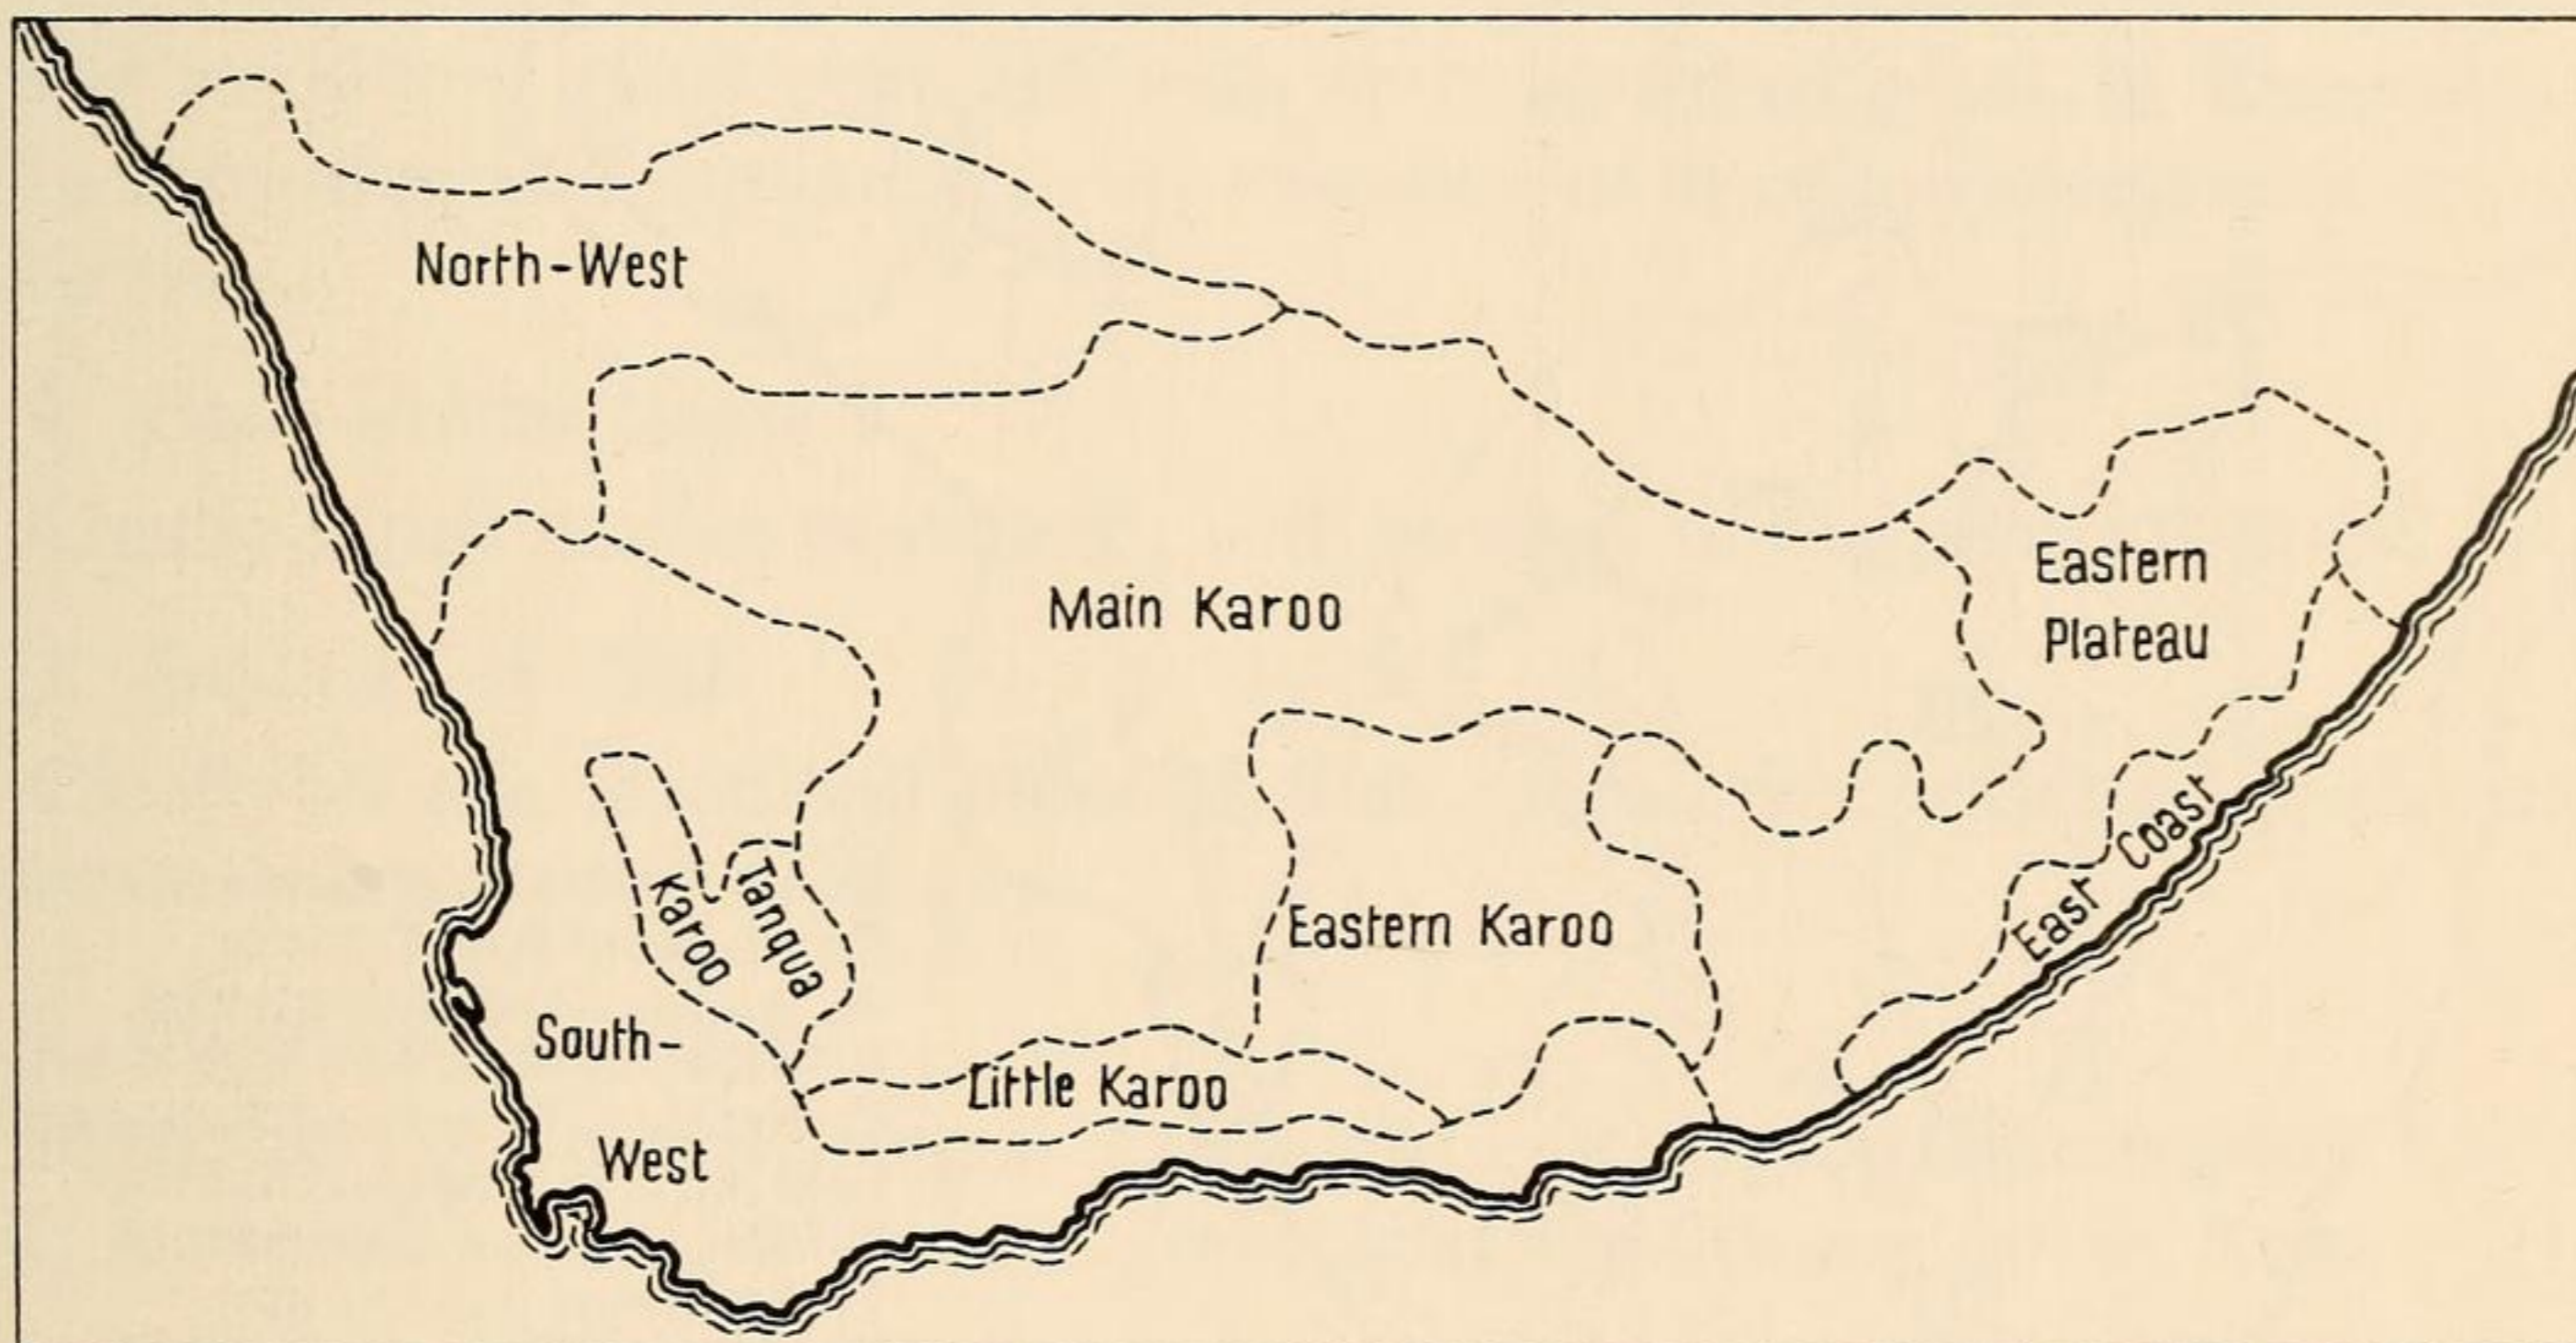 North-West
Main Karoo
Eastern
Plateau
Tanqua
Karoo
Eastern Karoo
East Coast
South-
West
Little Karoo